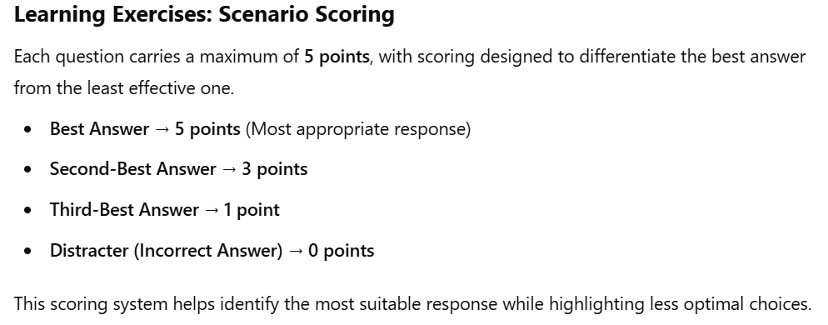 Learning Exercises: Scenario Scoring
Each question carries a maximum of 5 points, with scoring designed to differentiate the best answer
from the least effective one.
• Best Answer → 5 points (Most appropriate response)
• Second-Best Answer → 3 points
• Third-Best Answer → 1 point
• Distracter (Incorrect Answer) → 0 points
This scoring system helps identify the most suitable response while highlighting less optimal choices.